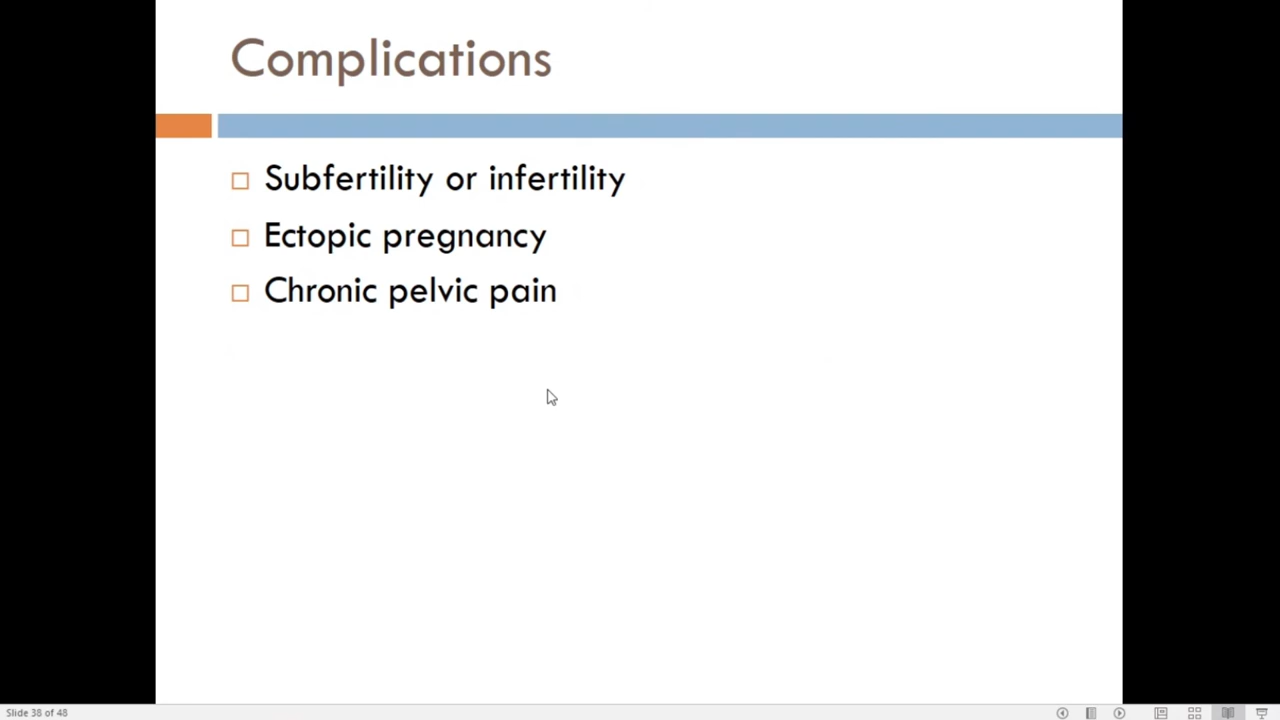 Complications
Subfertility or infertility
Ectopic pregnancy
Chronic pelvic pain
Slide 38 of 48